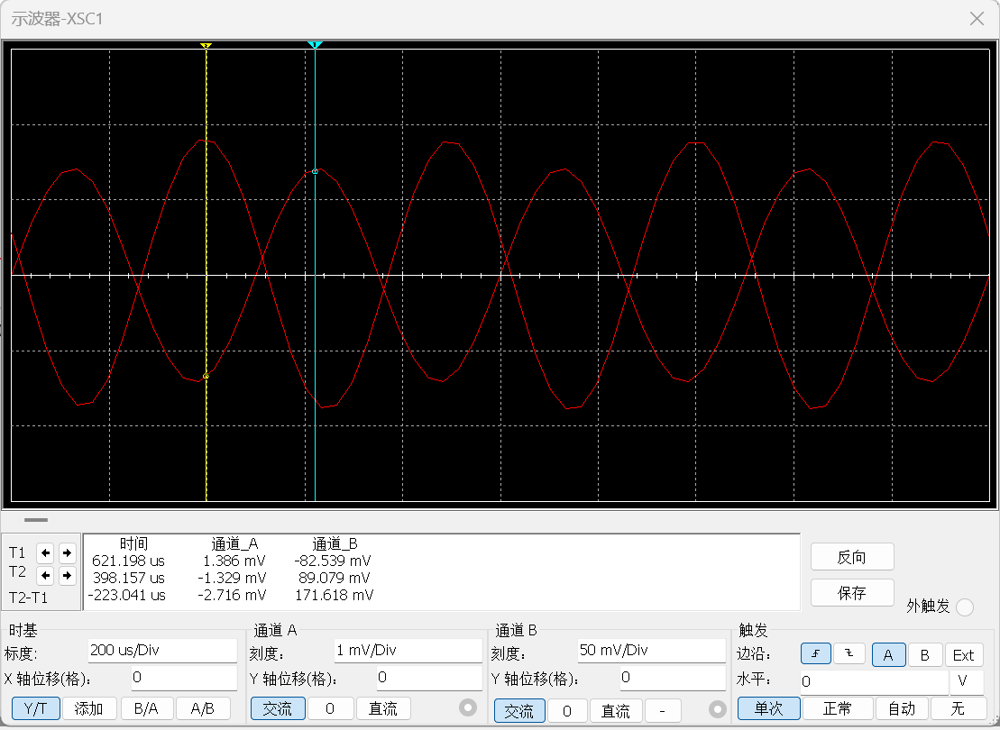 示波器-XSC1
时间 通道_A 通道_B
T1 621.198 us 1.386 mV -82.539 mV
T2 398.157 us -1.329 mV 89.079 mV
T2-T1 -223.041 us -2.716 mV 171.618 mV
反向
保存
外触发
时基
标度: 200 us/Div
X 轴位移(格): 0
Y/T 添加 B/A A/B
通道 A
刻度: 1 mV/Div
Y 轴位移(格): 0
交流 0 直流
通道 B
刻度: 50 mV/Div
Y 轴位移(格): 0
交流 0 直流 -
触发
边沿: A B Ext
水平: 0 V
单次 正常 自动 无